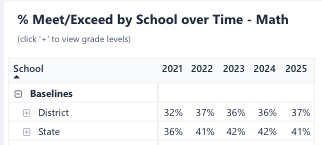 % Meet/Exceed by School over Time - Math
(click '+' to view grade levels)
School 2021 2022 2023 2024 2025
Baselines
District 32% 37% 36% 36% 37%
State 36% 41% 42% 42% 41%